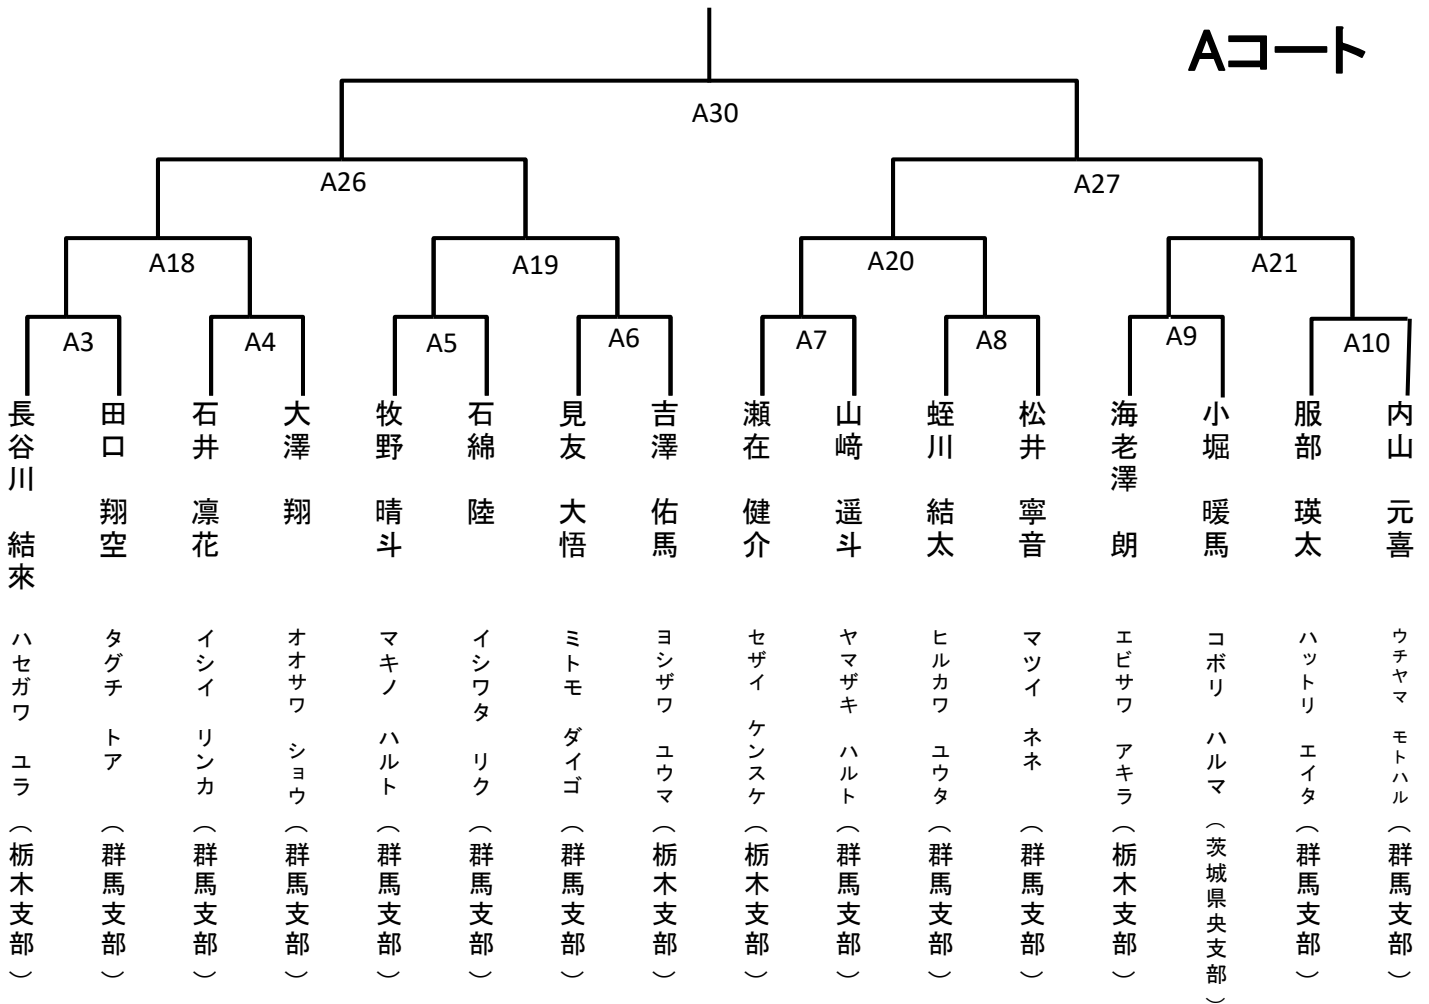 Aコート
A30
A26
A27
A18
A19
A20
A21
A3
A4
A5
A6
A7
A8
A9
A10
長谷川 結來 ハセガワ ユラ (栃木支部)
田口 翔空 タグチ トア (群馬支部)
石井 凛花 イシイ リンカ (群馬支部)
大澤 翔 オオサワ ショウ (群馬支部)
牧野 晴斗 マキノ ハルト (群馬支部)
石綿 陸 イシワタ リク (群馬支部)
見友 大悟 ミトモ ダイゴ (群馬支部)
吉澤 佑馬 ヨシザワ ユウマ (栃木支部)
瀬在 健介 セザイ ケンスケ (栃木支部)
山﨑 遥斗 ヤマザキ ハルト (群馬支部)
蛭川 結太 ヒルカワ ユウタ (群馬支部)
松井 寧音 マツイ ネネ (群馬支部)
海老澤 朗 エビサワ アキラ (栃木支部)
小堀 暖馬 コボリ ハルマ (茨城県央支部)
服部 瑛太 ハットリ エイタ (群馬支部)
内山 元喜 ウチヤマ モトハル (群馬支部)